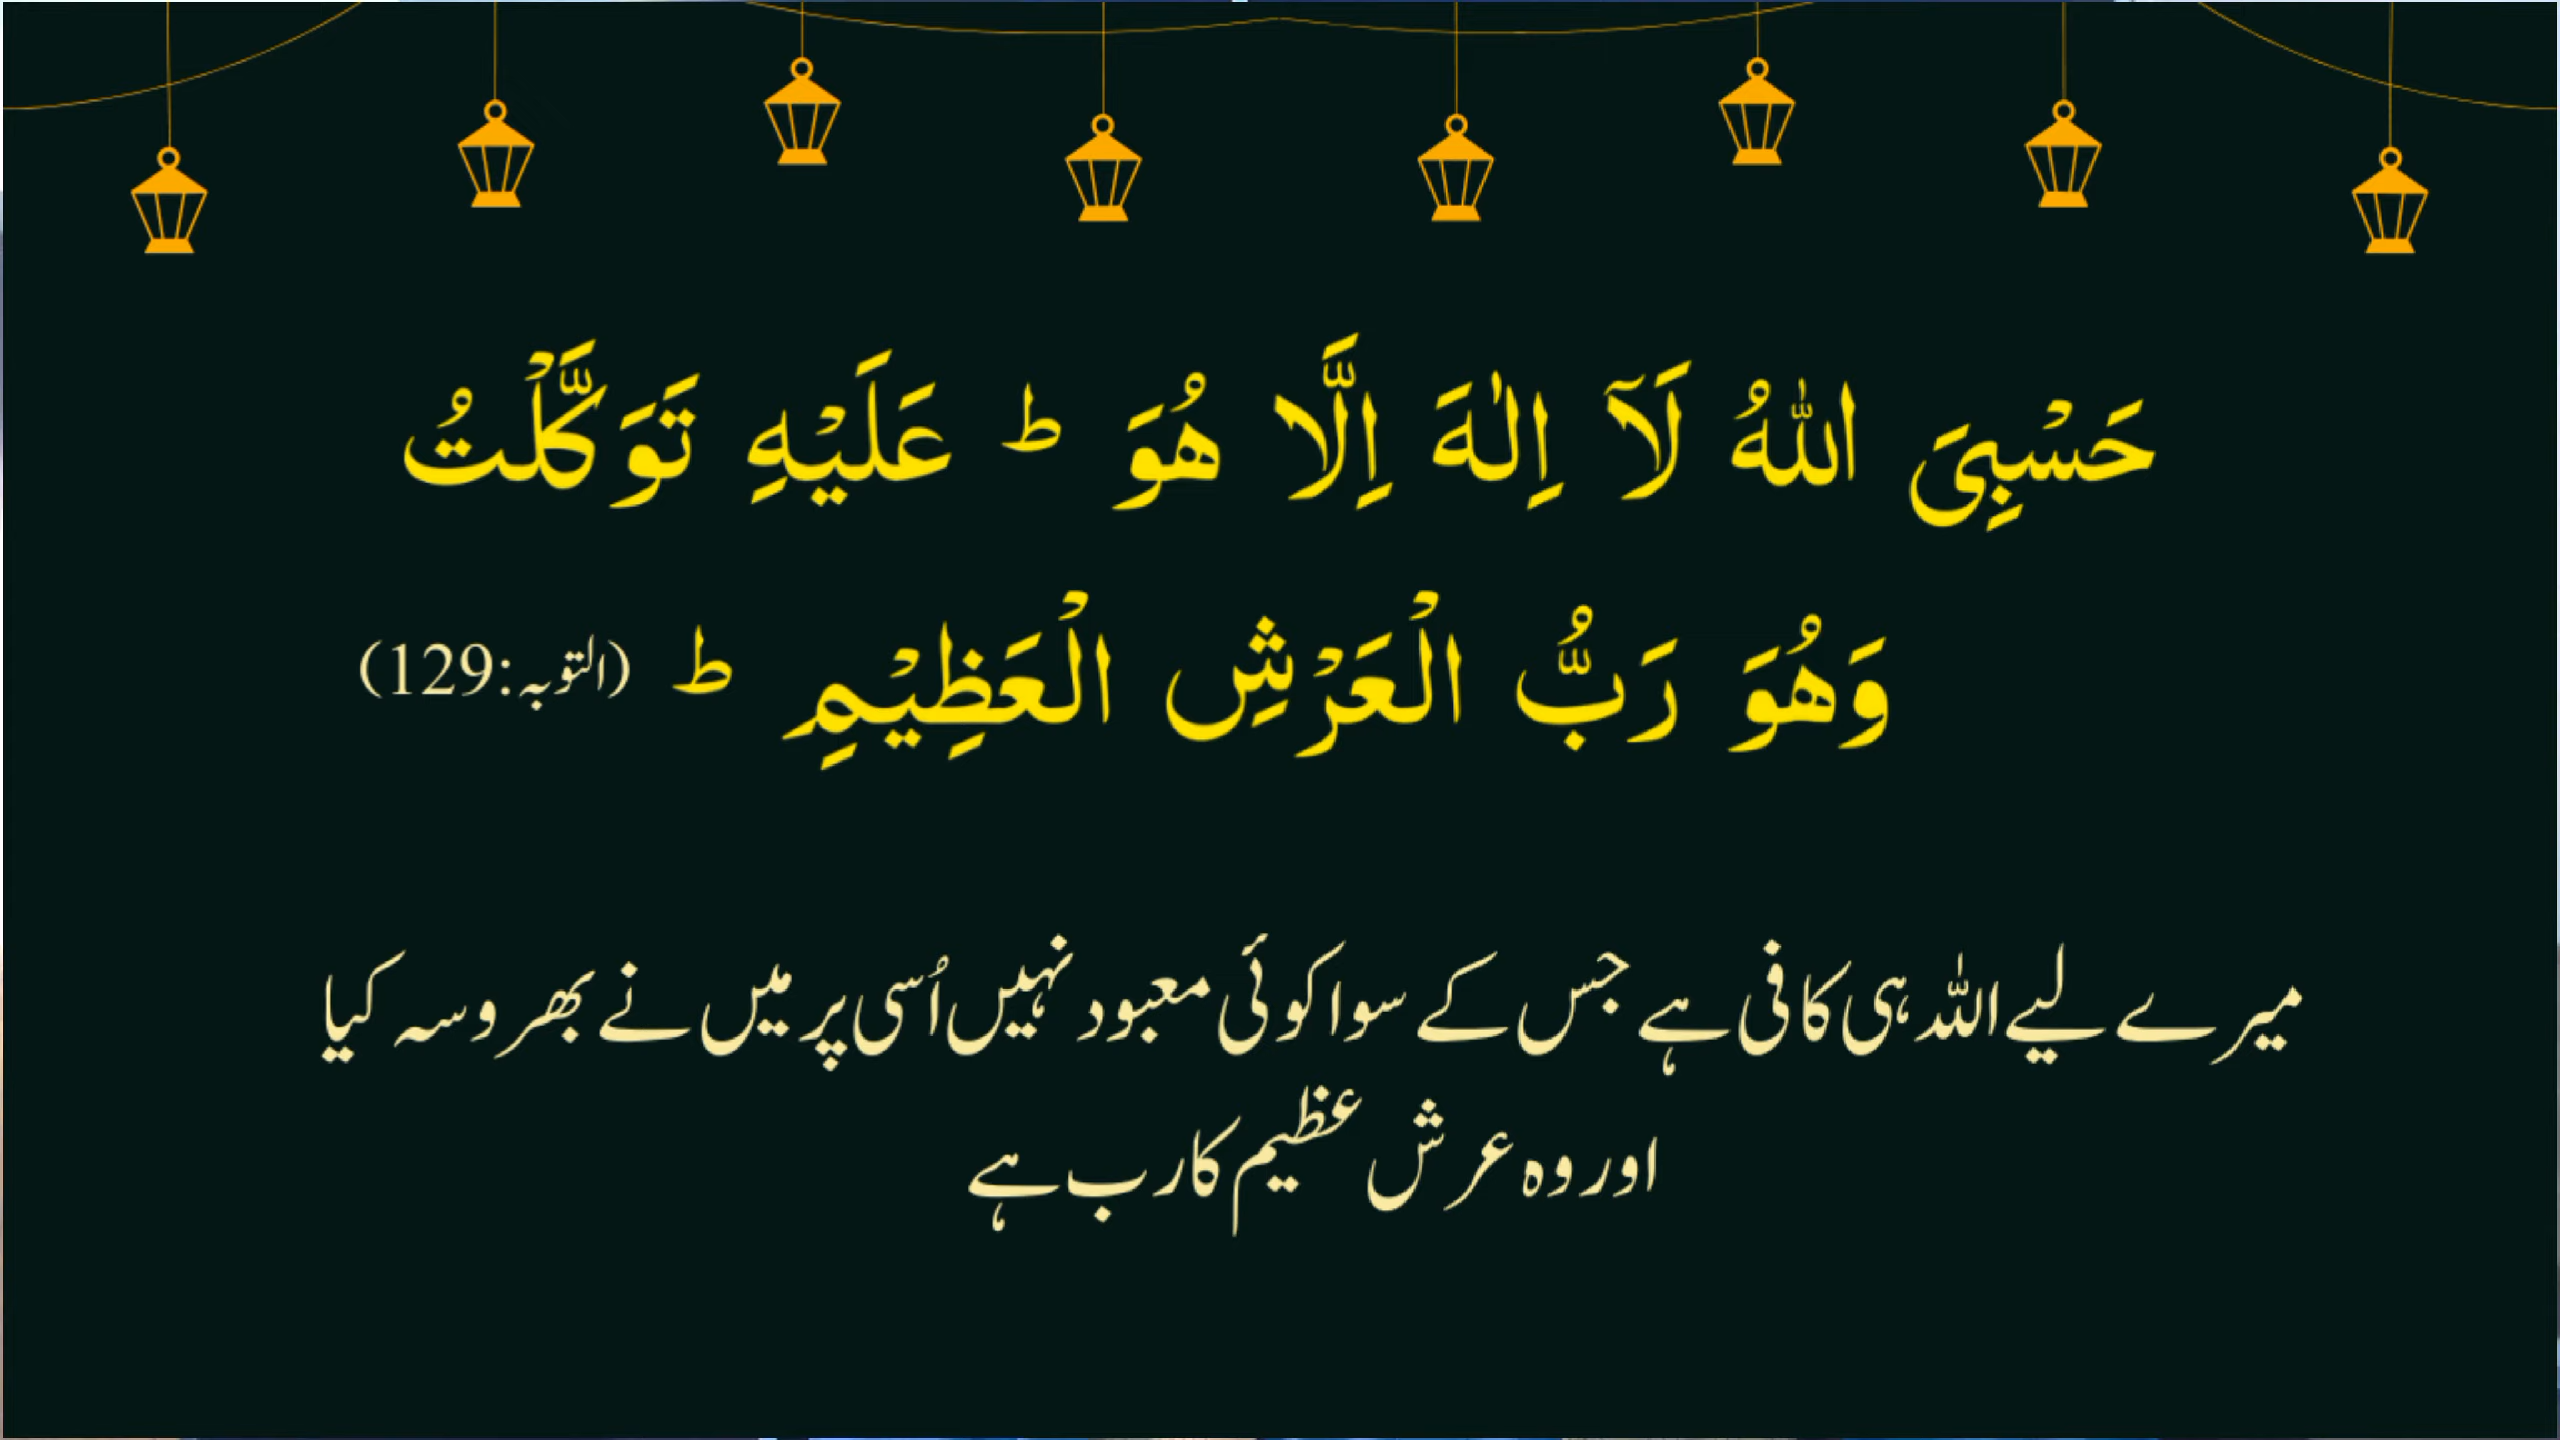 حَسْبِیَ اللهُ لَآ اِلٰهَ اِلَّا هُوَ ط عَلَیْهِ تَوَکَّلْتُ
وَهُوَ رَبُّ الْعَرْشِ الْعَظِیْمِ ط (التوبہ:129)
میرے لیے اللہ ہی کافی ہے جس کے سوا کوئی معبود نہیں اُسی پر میں نے بھروسہ کیا
اور وہ عرش عظیم کا رب ہے